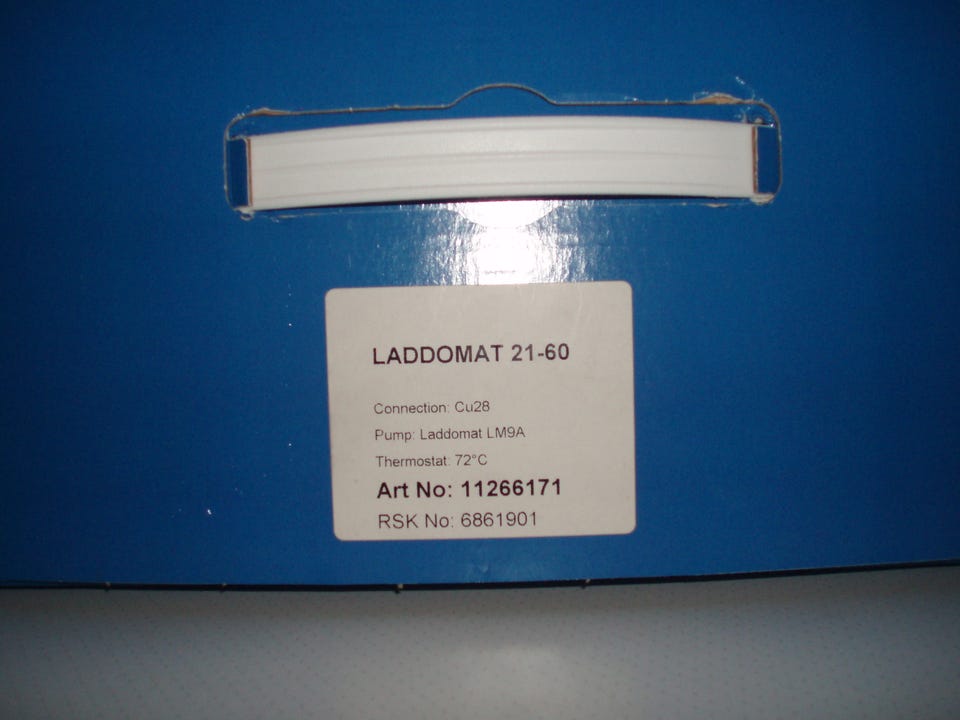 LADDOMAT 21-60
Connection: Cu28
Pump: Laddomat LM9A
Thermostat: 72°C
Art No: 11266171
RSK No: 6861901